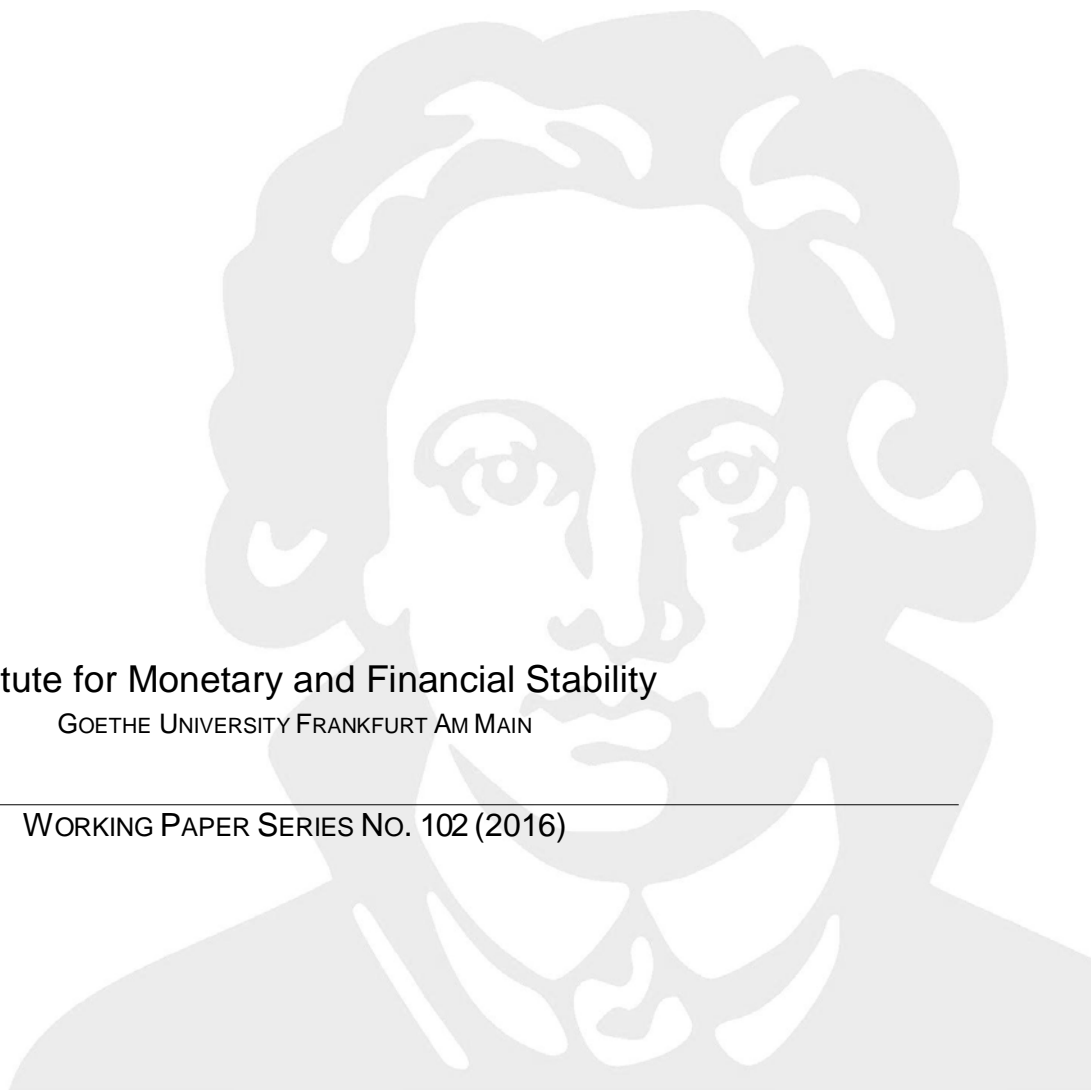 tute for Monetary and Financial Stability
GOETHE UNIVERSITY FRANKFURT AM MAIN
WORKING PAPER SERIES NO. 102 (2016)